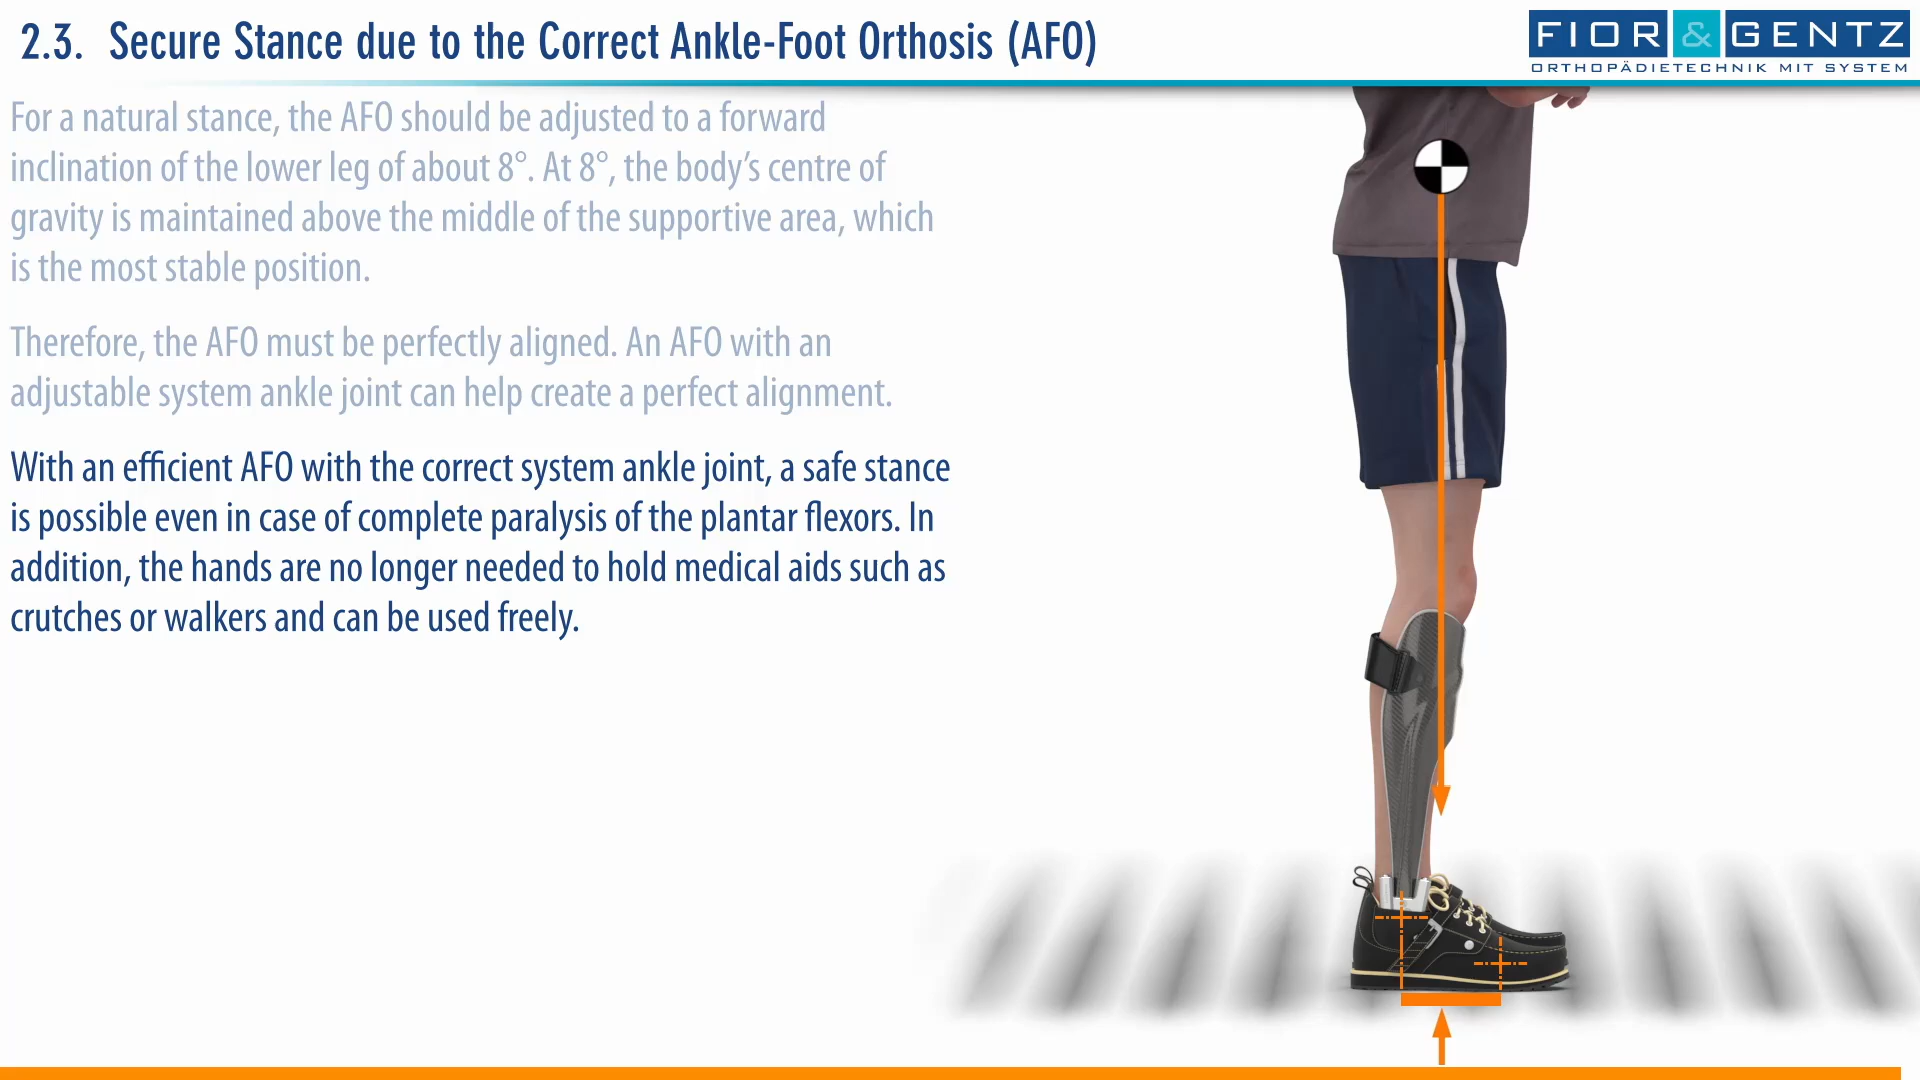 2.3. Secure Stance due to the Correct Ankle-Foot Orthosis (AFO)
FIOR & GENTZ
ORTHOPÄDIETECHNIK MIT SYSTEM
For a natural stance, the AFO should be adjusted to a forward
inclination of the lower leg of about 8°. At 8°, the body’s centre of
gravity is maintained above the middle of the supportive area, which
is the most stable position.
Therefore, the AFO must be perfectly aligned. An AFO with an
adjustable system ankle joint can help create a perfect alignment.
With an efficient AFO with the correct system ankle joint, a safe stance
is possible even in case of complete paralysis of the plantar flexors. In
addition, the hands are no longer needed to hold medical aids such as
crutches or walkers and can be used freely.